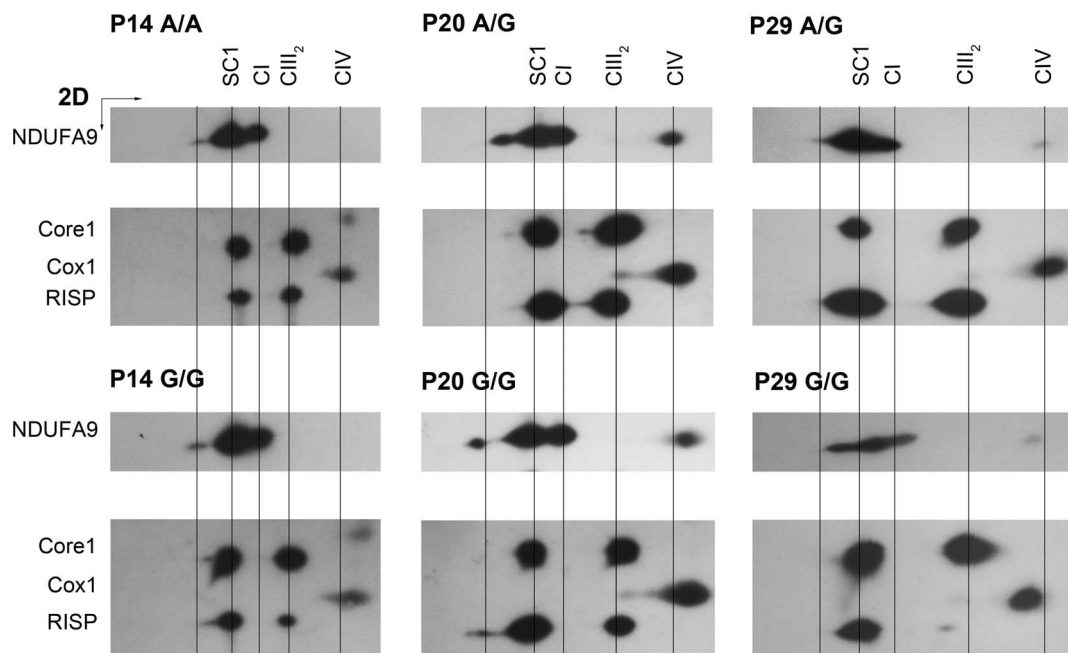 P14 A/A
P20 A/G
P29 A/G
SC1 CI CIII2 CIV
SC1 CI CIII2 CIV
SC1 CI CIII2 CIV
2D
NDUFA9
Core1
Cox1
RISP
P14 G/G
P20 G/G
P29 G/G
NDUFA9
Core1
Cox1
RISP